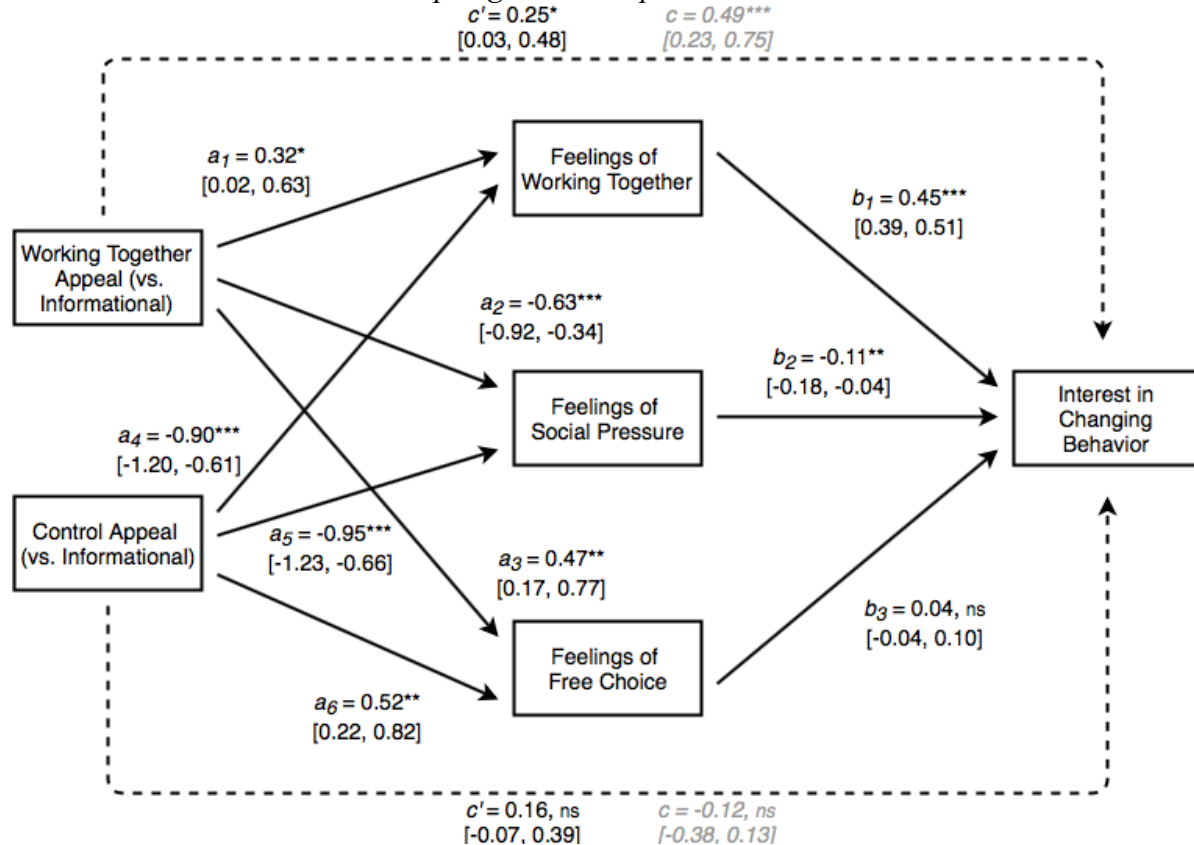 c' = 0.25* c = 0.49***
[0.03, 0.48] [0.23, 0.75]
a1 = 0.32*
[0.02, 0.63]
Feelings of
Working Together
b1 = 0.45***
[0.39, 0.51]
Working Together
Appeal (vs.
Informational)
a2 = -0.63***
[-0.92, -0.34]
b2 = -0.11**
[-0.18, -0.04]
Feelings of
Social Pressure
Interest in
Changing
Behavior
a4 = -0.90***
[-1.20, -0.61]
Control Appeal
(vs. Informational)
a5 = -0.95***
[-1.23, -0.66]
a3 = 0.47**
[0.17, 0.77]
b3 = 0.04, ns
[-0.04, 0.10]
Feelings of
Free Choice
a6 = 0.52**
[0.22, 0.82]
c' = 0.16, ns c = -0.12, ns
[-0.07, 0.39] [-0.38, 0.13]